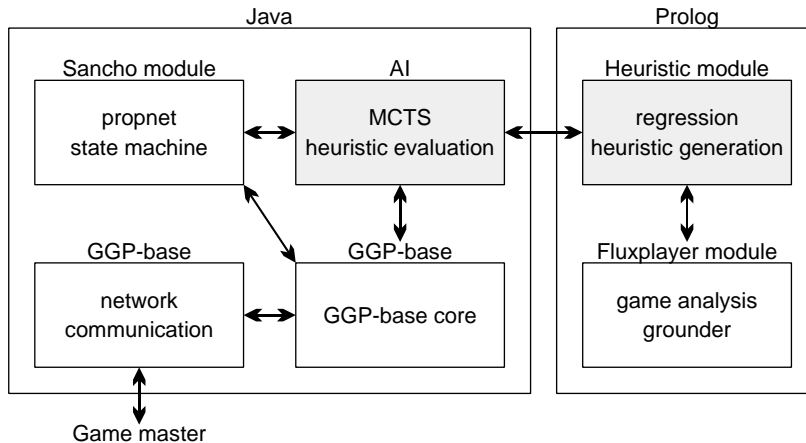 Java
Prolog
Sancho module
AI
Heuristic module
propnet
state machine
MCTS
heuristic evaluation
regression
heuristic generation
GGP-base
GGP-base
Fluxplayer module
network
communication
GGP-base core
game analysis
grounder
Game master